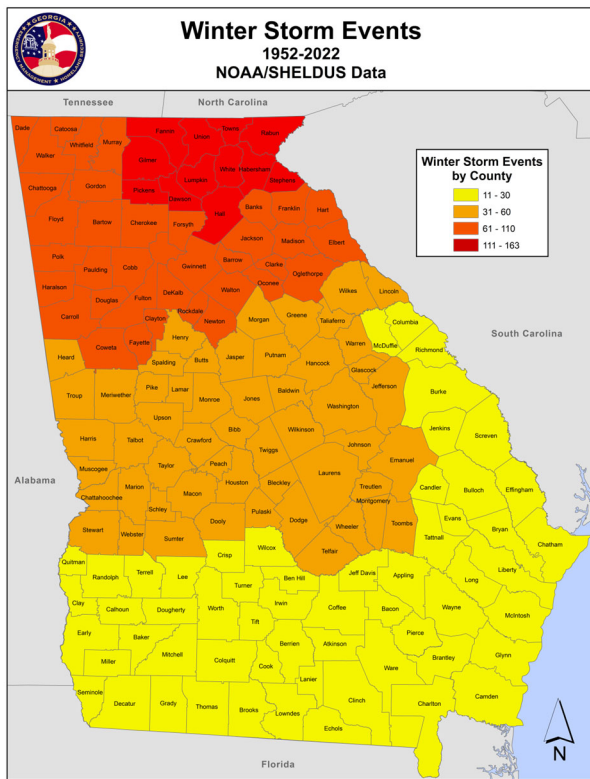 Winter Storm Events
1952-2022
NOAA/SHELDUS Data
GEORGIA
EMERGENCY MANAGEMENT
HOMELAND SECURITY
Tennessee
North Carolina
Winter Storm Events
by County
11 - 30
31 - 60
61 - 110
111 - 163
South Carolina
Alabama
Florida
N
Dade
Catoosa
Whitfield
Murray
Fannin
Union
Towns
Rabun
Walker
Gilmer
White
Habersham
Lumpkin
Stephens
Chattooga
Gordon
Pickens
Dawson
Hall
Banks
Franklin
Hart
Floyd
Bartow
Cherokee
Forsyth
Jackson
Madison
Elbert
Polk
Paulding
Cobb
Gwinnett
Barrow
Clarke
Oglethorpe
Haralson
Douglas
Fulton
DeKalb
Walton
Oconee
Wilkes
Lincoln
Carroll
Clayton
Rockdale
Newton
Morgan
Greene
Taliaferro
Columbia
McDuffie
Coweta
Fayette
Henry
Warren
Richmond
Heard
Spalding
Butts
Jasper
Putnam
Hancock
Glascock
Jefferson
Burke
Troup
Meriwether
Pike
Lamar
Monroe
Jones
Baldwin
Washington
Upson
Bibb
Wilkinson
Jenkins
Screven
Harris
Talbot
Crawford
Twiggs
Johnson
Emanuel
Muscogee
Taylor
Peach
Houston
Bleckley
Laurens
Treutlen
Candler
Bulloch
Effingham
Chattahoochee
Marion
Macon
Schley
Montgomery
Stewart
Webster
Sumter
Dooly
Pulaski
Dodge
Wheeler
Toombs
Evans
Tattnall
Bryan
Chatham
Telfair
Quitman
Randolph
Terrell
Lee
Crisp
Wilcox
Ben Hill
Jeff Davis
Appling
Long
Liberty
Clay
Calhoun
Dougherty
Worth
Turner
Irwin
Coffee
Bacon
Wayne
McIntosh
Early
Baker
Tift
Pierce
Miller
Mitchell
Colquitt
Cook
Berrien
Atkinson
Ware
Brantley
Glynn
Seminole
Decatur
Grady
Thomas
Brooks
Lowndes
Lanier
Clinch
Echols
Charlton
Camden